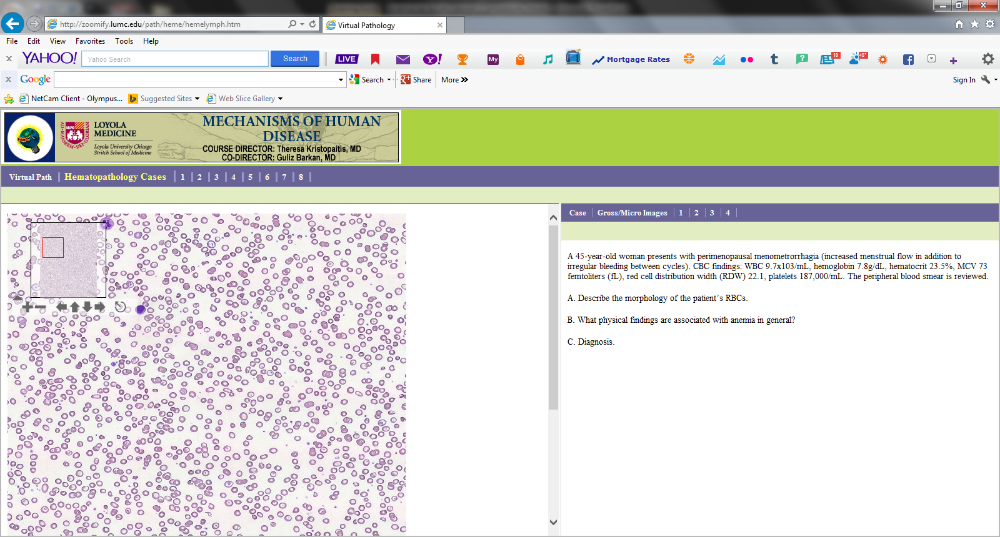 http://zoomify.lumc.edu/path/heme/hemelymph.htm
Virtual Pathology
File Edit View Favorites Tools Help
YAHOO! Yahoo Search Search LIVE My Mortgage Rates 10 48°
Google Search Share More Sign In
NetCam Client - Olympus... Suggested Sites Web Slice Gallery
LOYOLA
MEDICINE
Loyola University Chicago
Stritch School of Medicine
1870
MECHANISMS OF HUMAN
DISEASE
COURSE DIRECTOR: Theresa Kristopaitis, MD
CO-DIRECTOR: Guliz Barkan, MD
Virtual Path Hematopathology Cases 1 2 3 4 5 6 7 8
Case Gross/Micro Images 1 2 3 4
A 45-year-old woman presents with perimenopausal menometrorrhagia (increased menstrual flow in addition to
irregular bleeding between cycles). CBC findings: WBC 9.7x103/mL, hemoglobin 7.8g/dL, hematocrit 23.5%, MCV 73
femtoliters (fL), red cell distribution width (RDW) 22.1, platelets 187,000/mL. The peripheral blood smear is reviewed.
A. Describe the morphology of the patient’s RBCs.
B. What physical findings are associated with anemia in general?
C. Diagnosis.